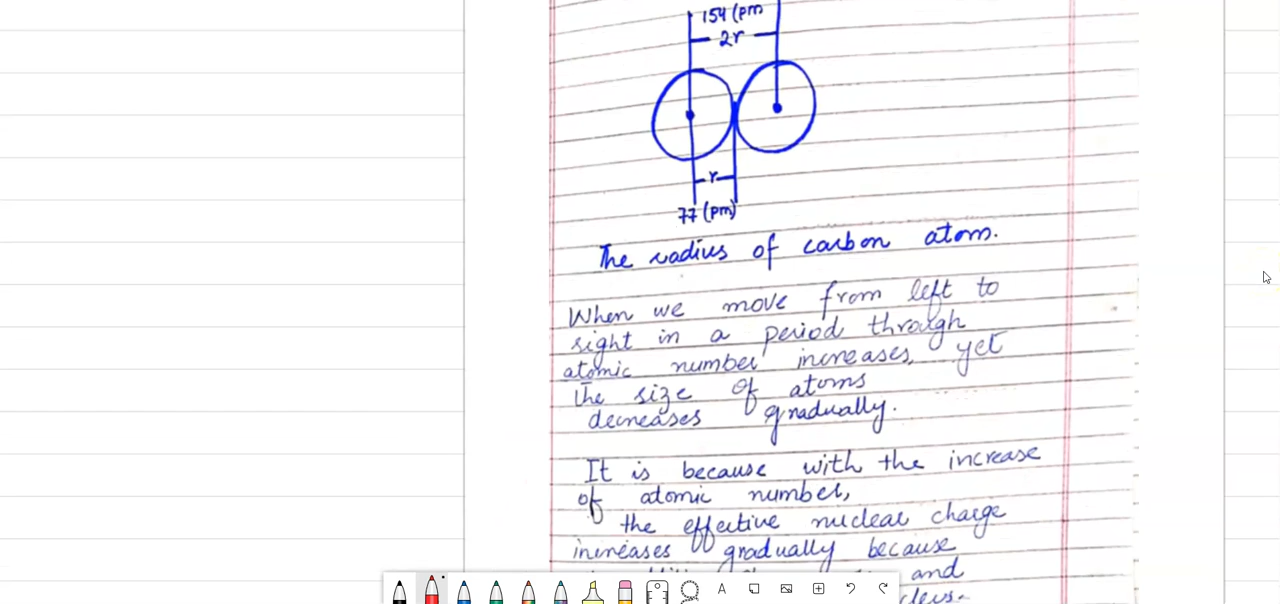 154 (pm
2r
r
77 (pm)
The radius of carbon atom.
When we move from left to
right in a period through
atomic number increases, yet
the size of atoms
decreases gradually.
It is because with the increase
of atomic number,
the effective nuclear charge
increases gradually because
and
A